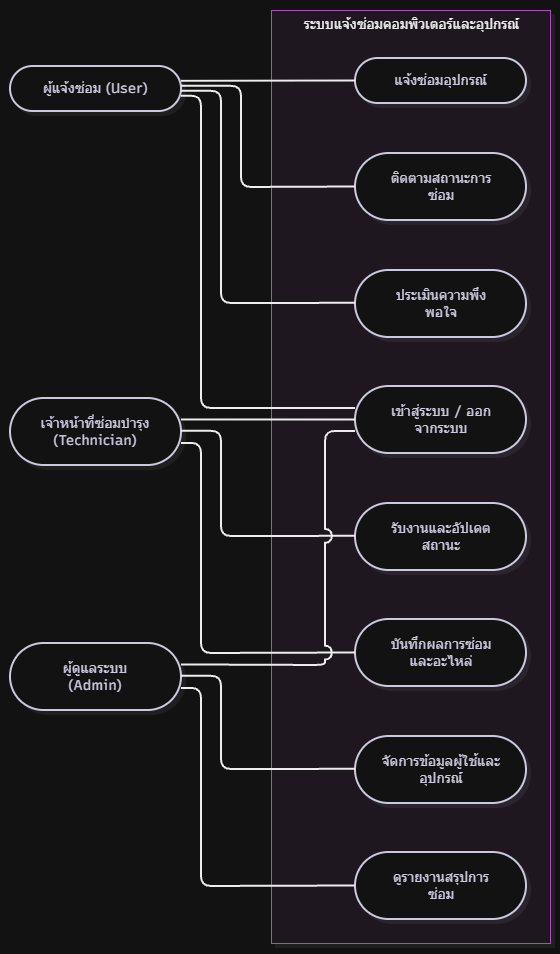 ระบบแจ้งซ่อมคอมพิวเตอร์และอุปกรณ์
ผู้แจ้งซ่อม (User)
แจ้งซ่อมอุปกรณ์
ติดตามสถานะการ
ซ่อม
ประเมินความพึง
พอใจ
เจ้าหน้าที่ซ่อมบำรุง
(Technician)
เข้าสู่ระบบ / ออก
จากระบบ
รับงานและอัปเดต
สถานะ
บันทึกผลการซ่อม
และอะไหล่
ผู้ดูแลระบบ
(Admin)
จัดการข้อมูลผู้ใช้และ
อุปกรณ์
ดูรายงานสรุปการ
ซ่อม